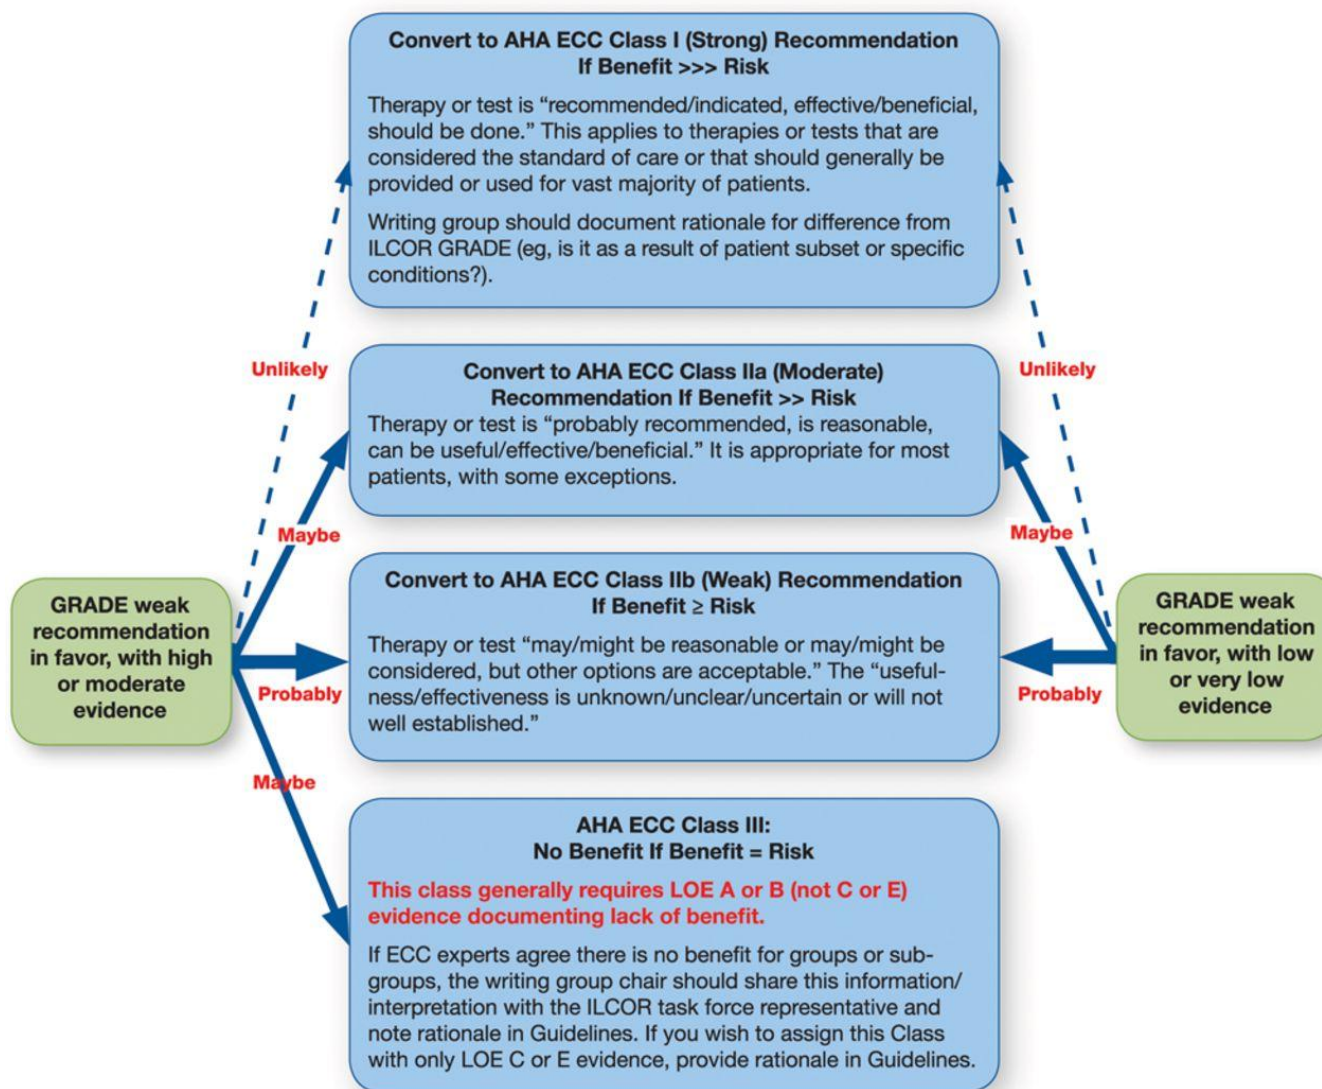 Convert to AHA ECC Class I (Strong) Recommendation
If Benefit >>> Risk
Therapy or test is “recommended/indicated, effective/beneficial,
should be done.” This applies to therapies or tests that are
considered the standard of care or that should generally be
provided or used for vast majority of patients.
Writing group should document rationale for difference from
ILCOR GRADE (eg, is it as a result of patient subset or specific
conditions?).
Unlikely
Unlikely
Convert to AHA ECC Class IIa (Moderate)
Recommendation If Benefit >> Risk
Therapy or test is “probably recommended, is reasonable,
can be useful/effective/beneficial.” It is appropriate for most
patients, with some exceptions.
Maybe
Maybe
GRADE weak
recommendation
in favor, with high
or moderate
evidence
Convert to AHA ECC Class IIb (Weak) Recommendation
If Benefit ≥ Risk
Therapy or test “may/might be reasonable or may/might be
considered, but other options are acceptable.” The “useful-
ness/effectiveness is unknown/unclear/uncertain or will not
well established.”
GRADE weak
recommendation
in favor, with low
or very low
evidence
Probably
Probably
Maybe
AHA ECC Class III:
No Benefit If Benefit = Risk
This class generally requires LOE A or B (not C or E)
evidence documenting lack of benefit.
If ECC experts agree there is no benefit for groups or sub-
groups, the writing group chair should share this information/
interpretation with the ILCOR task force representative and
note rationale in Guidelines. If you wish to assign this Class
with only LOE C or E evidence, provide rationale in Guidelines.